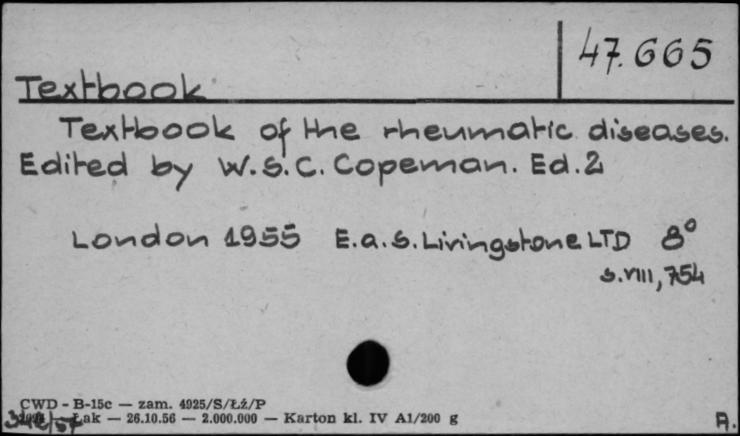 47.665
Textbook
Textbook of the rheumatic diseases.
Edited by W.S.C. Copeman. Ed.2
London 1955 E.a.S. Livingstone LTD 8°
s.VIII, 754
CWD - B-15c — zam. 4925/S/Łż/P
Łak — 26.10.56 — 2.000.000 — Karton kl. IV A1/200 g
A.